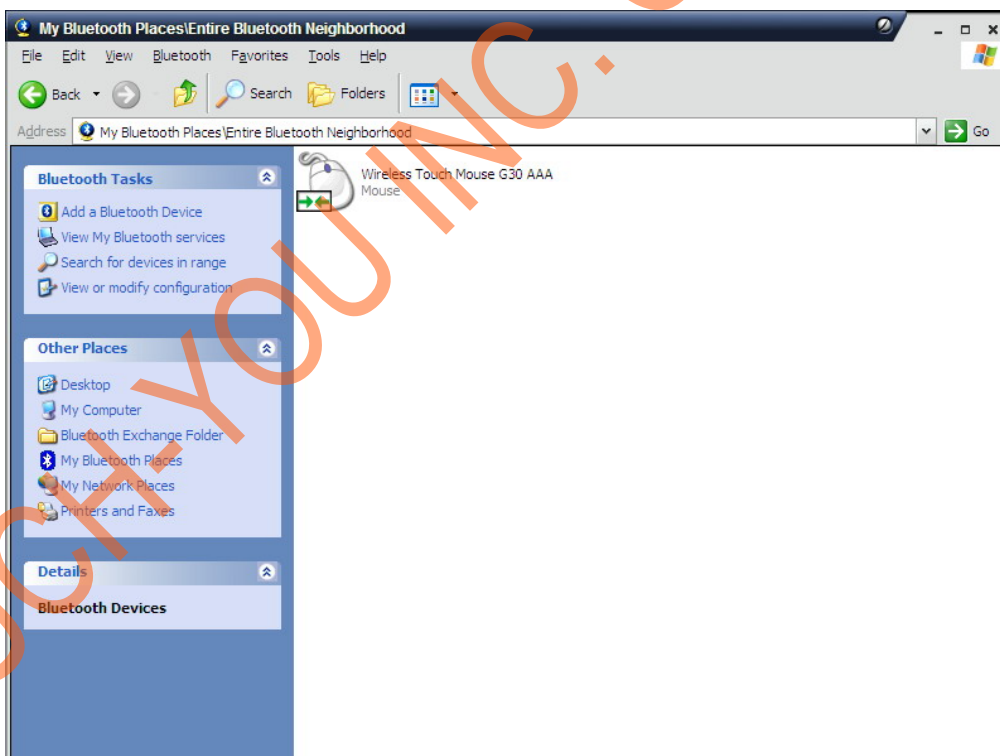 My Bluetooth Places\Entire Bluetooth Neighborhood
File Edit View Bluetooth Favorites Tools Help
Back Search Folders
Address My Bluetooth Places\Entire Bluetooth Neighborhood Go
Bluetooth Tasks
Add a Bluetooth Device
View My Bluetooth services
Search for devices in range
View or modify configuration
Other Places
Desktop
My Computer
Bluetooth Exchange Folder
My Bluetooth Places
My Network Places
Printers and Faxes
Details
Bluetooth Devices
Wireless Touch Mouse G30 AAA
Mouse
CH-YOU INC.